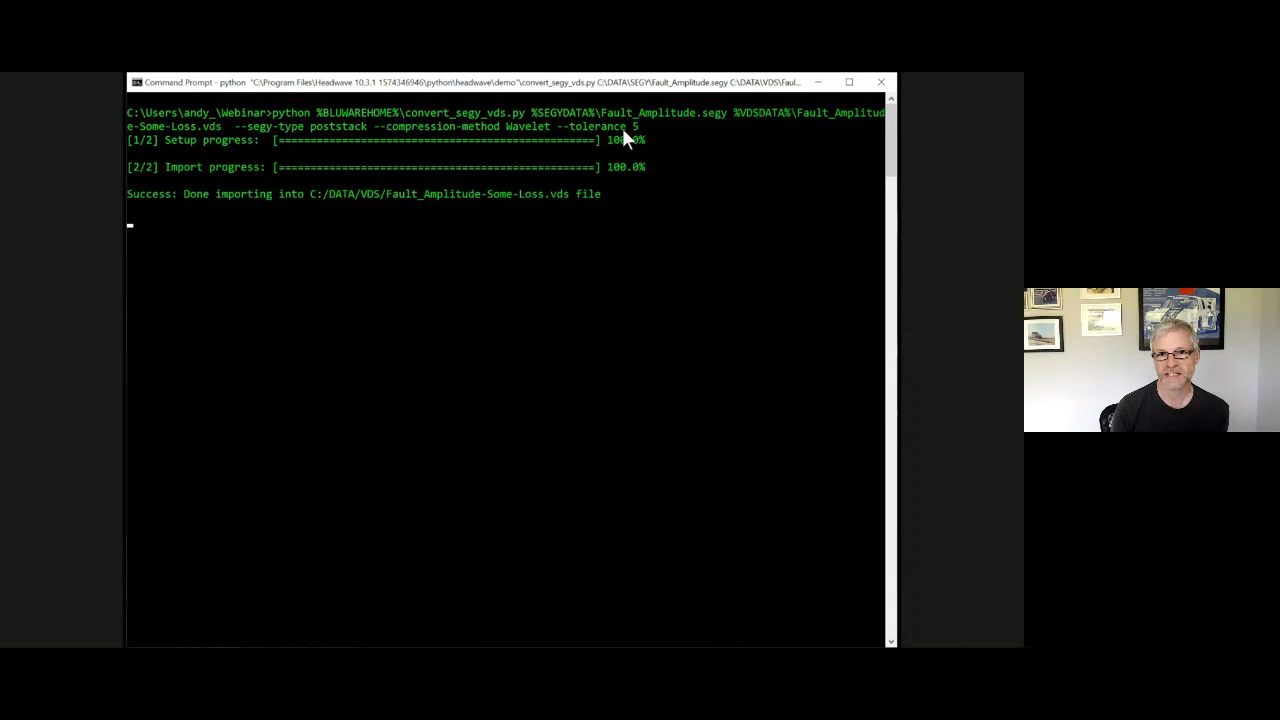 Command Prompt - python "C:\Program Files\Headwave 10.3.1 1574346946\python\headwave\demo"\convert_segy_vds.py C:\DATA\SEGY\Fault_Amplitude.segy C:\DATA\VDS\Faul...
C:\Users\andy_\Webinar>python %BLUWAREHOME%\convert_segy_vds.py %SEGYDATA%\Fault_Amplitude.segy %VDSDATA%\Fault_Amplitud
e-Some-Loss.vds  --segy-type poststack --compression-method Wavelet --tolerance 5
[1/2] Setup progress:  [==================================================] 100.0%
[2/2] Import progress: [==================================================] 100.0%
Success: Done importing into C:/DATA/VDS/Fault_Amplitude-Some-Loss.vds file